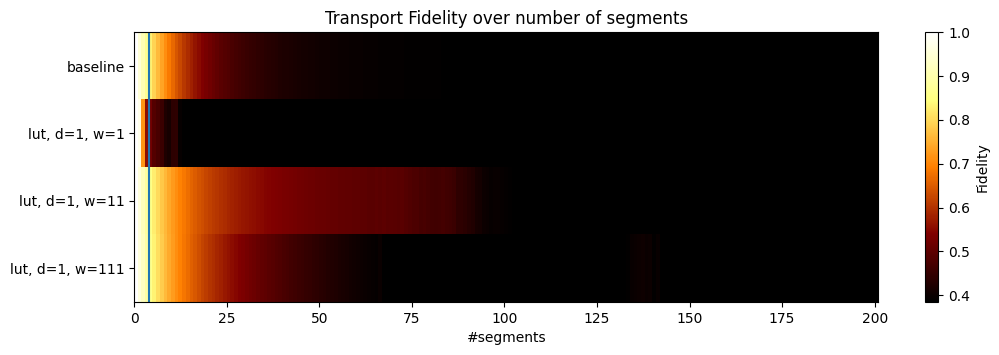 Transport Fidelity over number of segments
baseline
lut, d=1, w=1
lut, d=1, w=11
lut, d=1, w=111
0 25 50 75 100 125 150 175 200
#segments
1.0
0.9
0.8
0.7
0.6
0.5
0.4
Fidelity